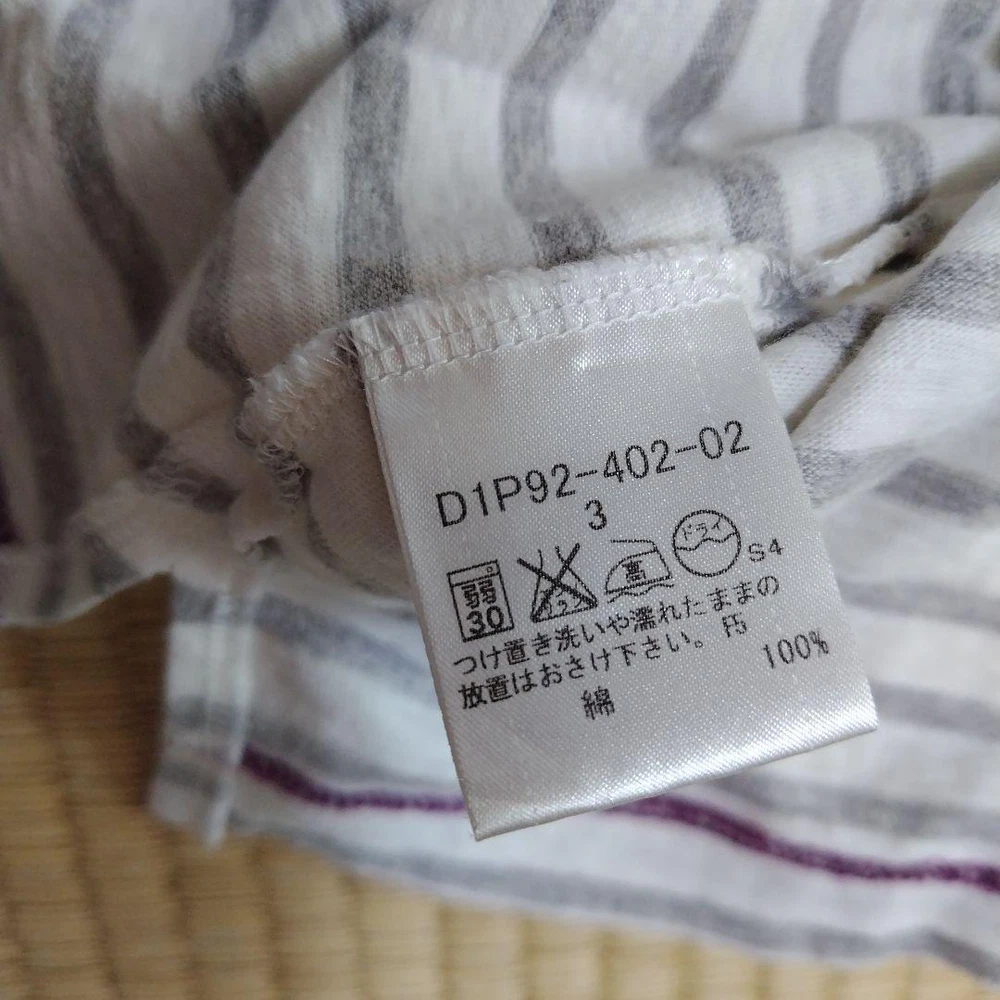 D1P92-402-02
3
弱 30 高 ドライ S4
つけ置き洗いや濡れたままの
放置はおさけ下さい。 F5
綿 100%